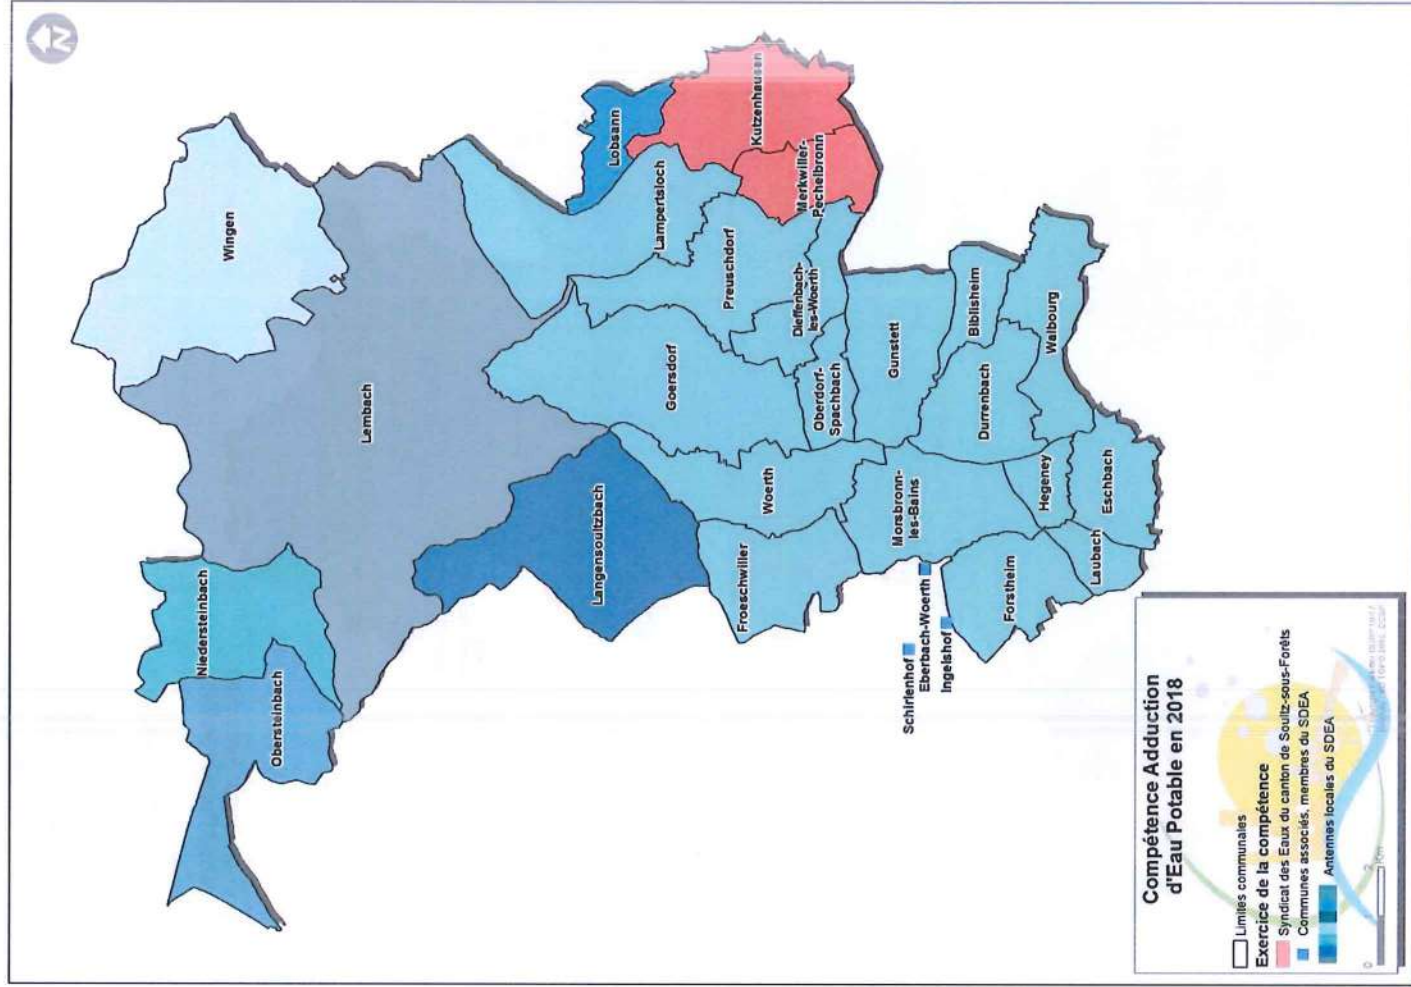 N
Wingen
Lembach
Niedersteinbach
Obersteinbach
Lobsann
Kutzenhausen
Merkwiller-
Pechelbronn
Lampertsloch
Preuschdorf
Dieffenbach-
les-Woerth
Goersdorf
Oberdorf-
Spachbach
Gunstett
Biblisheim
Walbourg
Durrenbach
Langensoultzbach
Woerth
Froeschwiller
Morsbronn-
les-Bains
Hegeney
Eschbach
Laubach
Forstheim
Schirlenhof
Eberbach-Woerth
Ingelshof
Compétence Adduction
d'Eau Potable en 2018
Limites communales
Exercice de la compétence
Syndicat des Eaux du canton de Soultz-sous-Forêts
Communes associés, membres du SDEA
Antennes locales du SDEA
0 2
Km